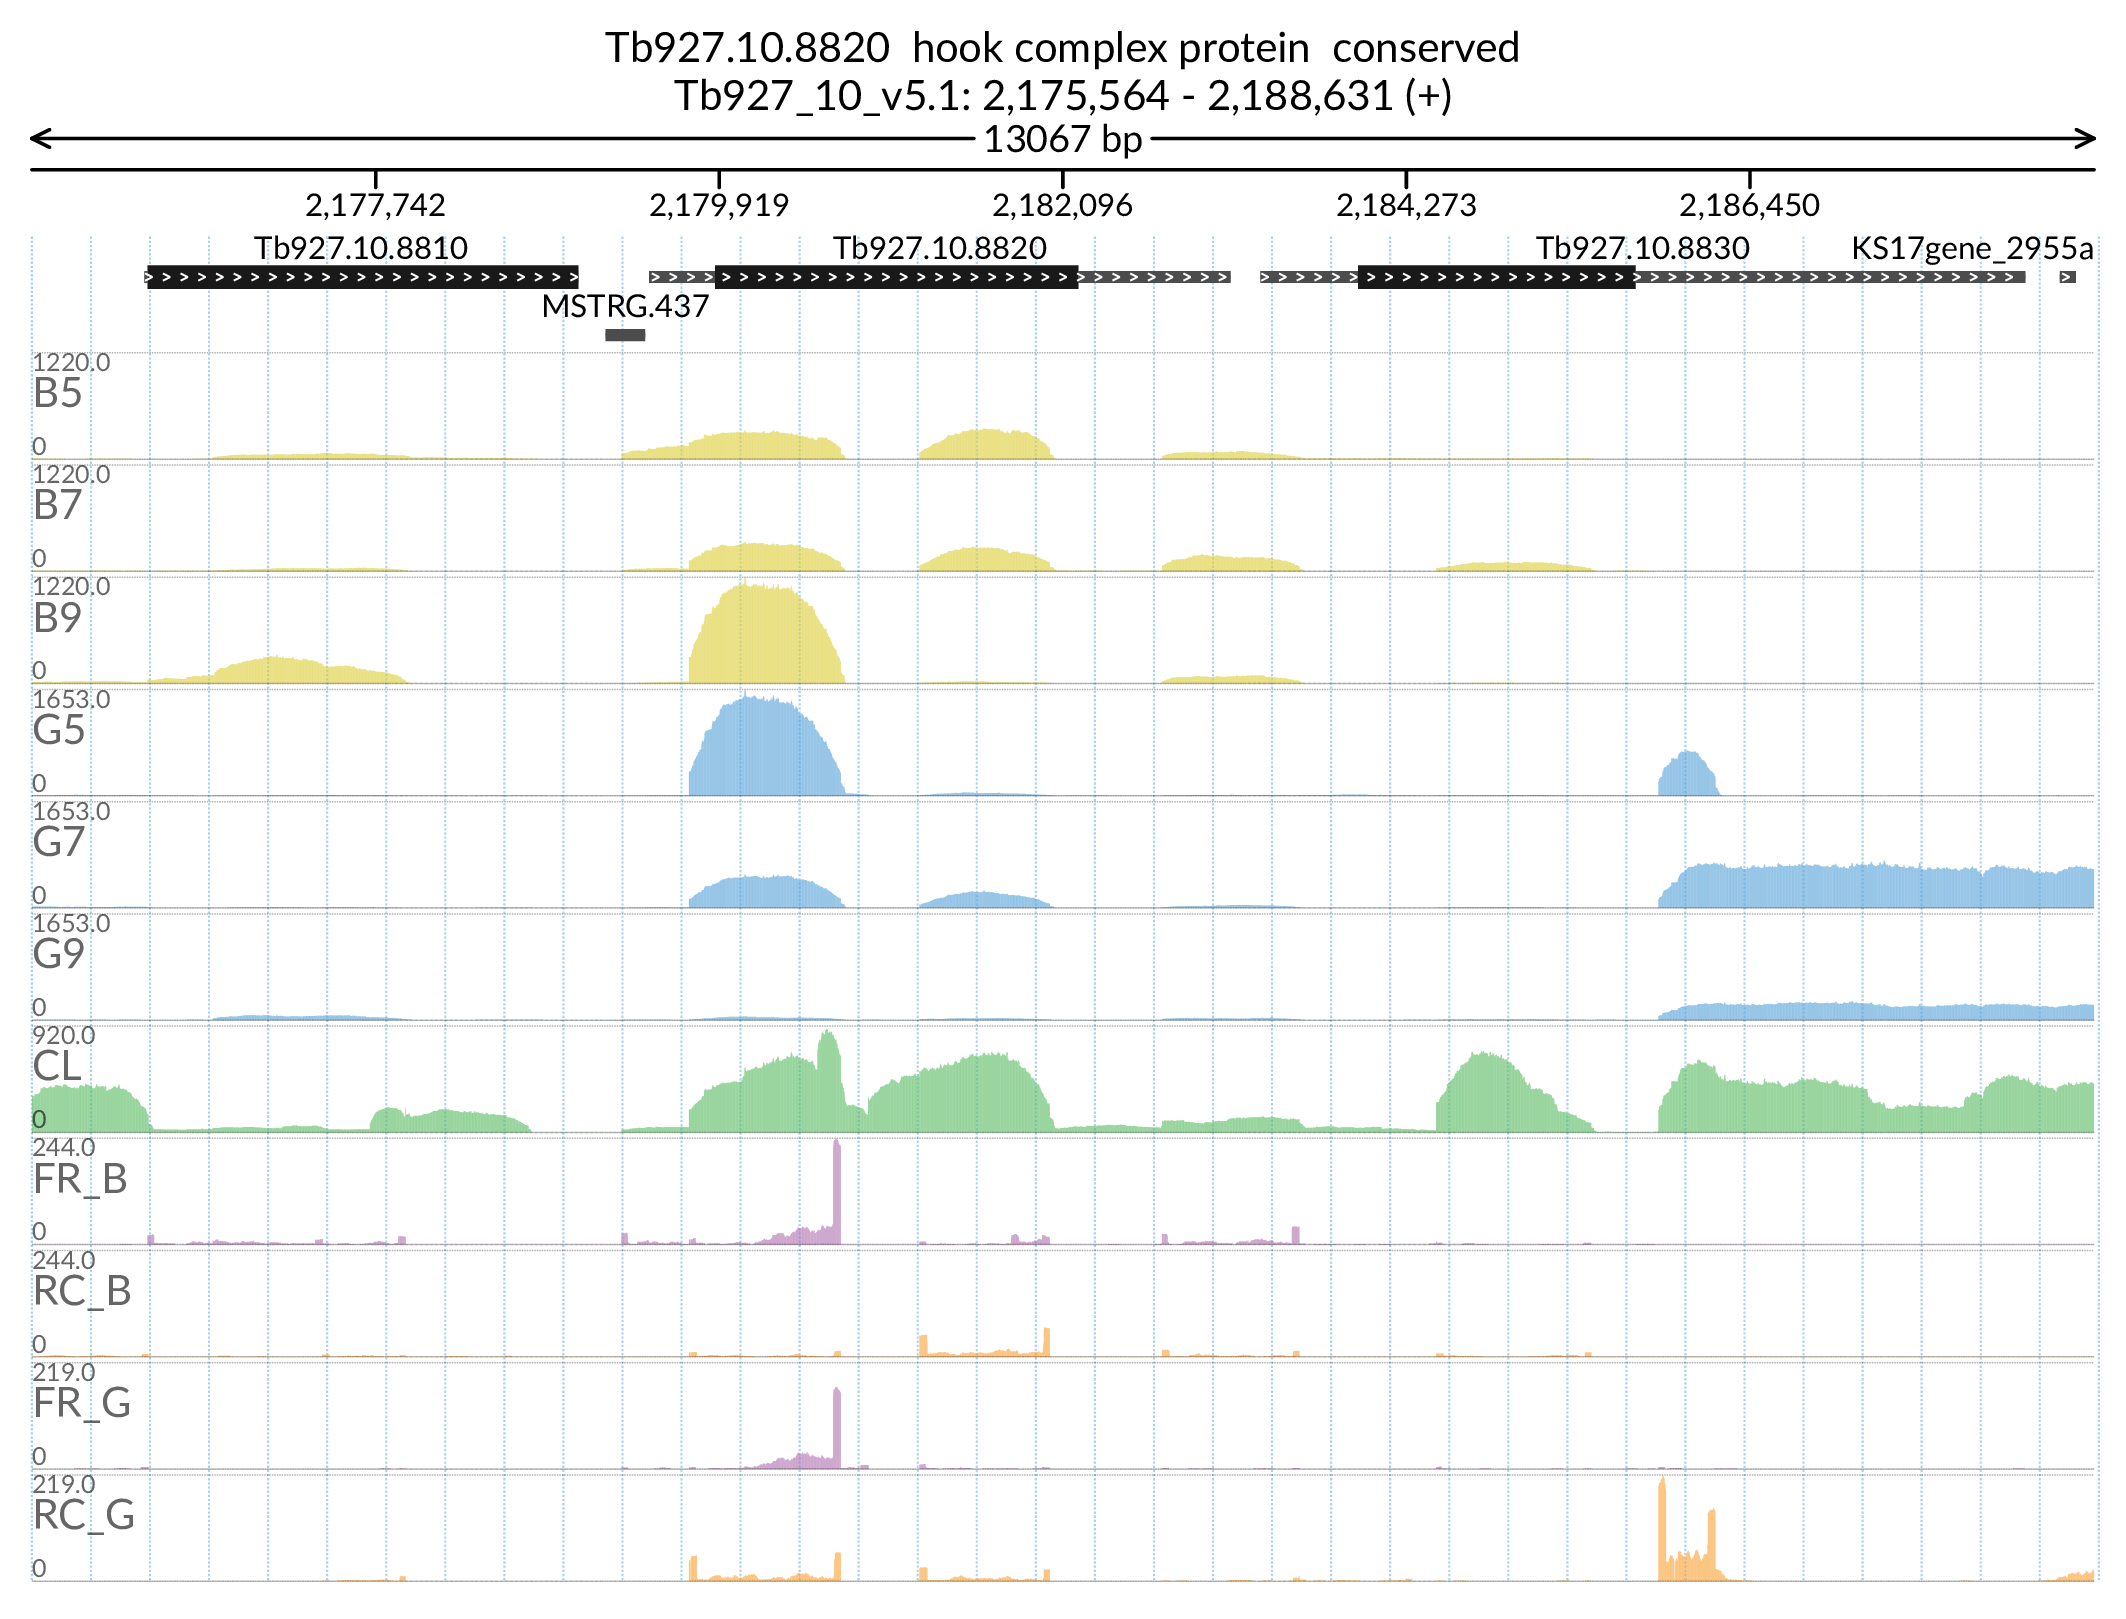 Tb927.10.8820  hook complex protein  conserved
Tb927_10_v5.1: 2,175,564 - 2,188,631 (+)
13067 bp
2,177,742 2,179,919 2,182,096 2,184,273 2,186,450
Tb927.10.8810 Tb927.10.8820 Tb927.10.8830 KS17gene_2955a
MSTRG.437
1220.0
B5
0
1220.0
B7
0
1220.0
B9
0
1653.0
G5
0
1653.0
G7
0
1653.0
G9
0
920.0
CL
0
244.0
FR_B
0
244.0
RC_B
0
219.0
FR_G
0
219.0
RC_G
0